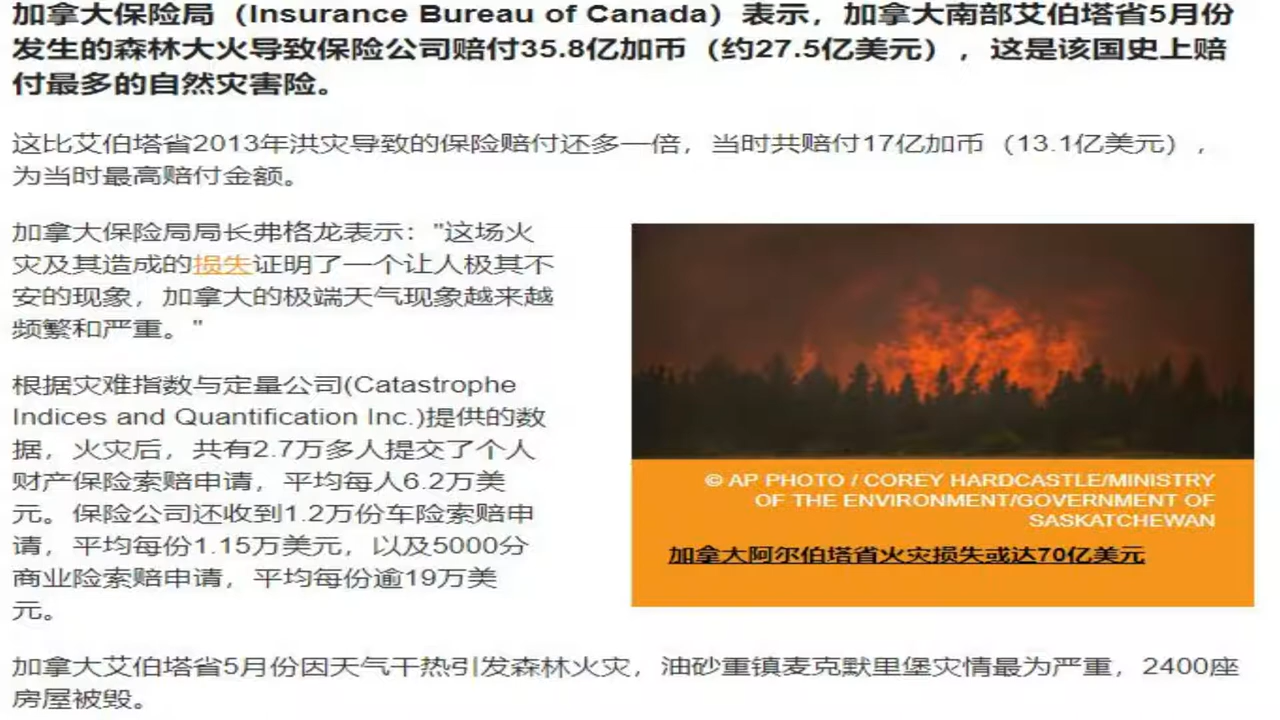 加拿大保险局（Insurance Bureau of Canada）表示，加拿大南部艾伯塔省5月份
发生的森林大火导致保险公司赔付35.8亿加币（约27.5亿美元），这是该国史上赔
付最多的自然灾害险。
这比艾伯塔省2013年洪灾导致的保险赔付还多一倍，当时共赔付17亿加币（13.1亿美元），
为当时最高赔付金额。
加拿大保险局局长弗格龙表示："这场火
灾及其造成的损失证明了一个让人极其不
安的现象，加拿大的极端天气现象越来越
频繁和严重。"
根据灾难指数与定量公司(Catastrophe
Indices and Quantification Inc.)提供的数
据，火灾后，共有2.7万多人提交了个人
财产保险索赔申请，平均每人6.2万美
元。保险公司还收到1.2万份车险索赔申
请，平均每份1.15万美元，以及5000分
商业险索赔申请，平均每份逾19万美
元。
© AP PHOTO / COREY HARDCASTLE/MINISTRY
OF THE ENVIRONMENT/GOVERNMENT OF
SASKATCHEWAN
加拿大阿尔伯塔省火灾损失或达70亿美元
加拿大艾伯塔省5月份因天气干热引发森林火灾，油砂重镇麦克默里堡灾情最为严重，2400座
房屋被毁。